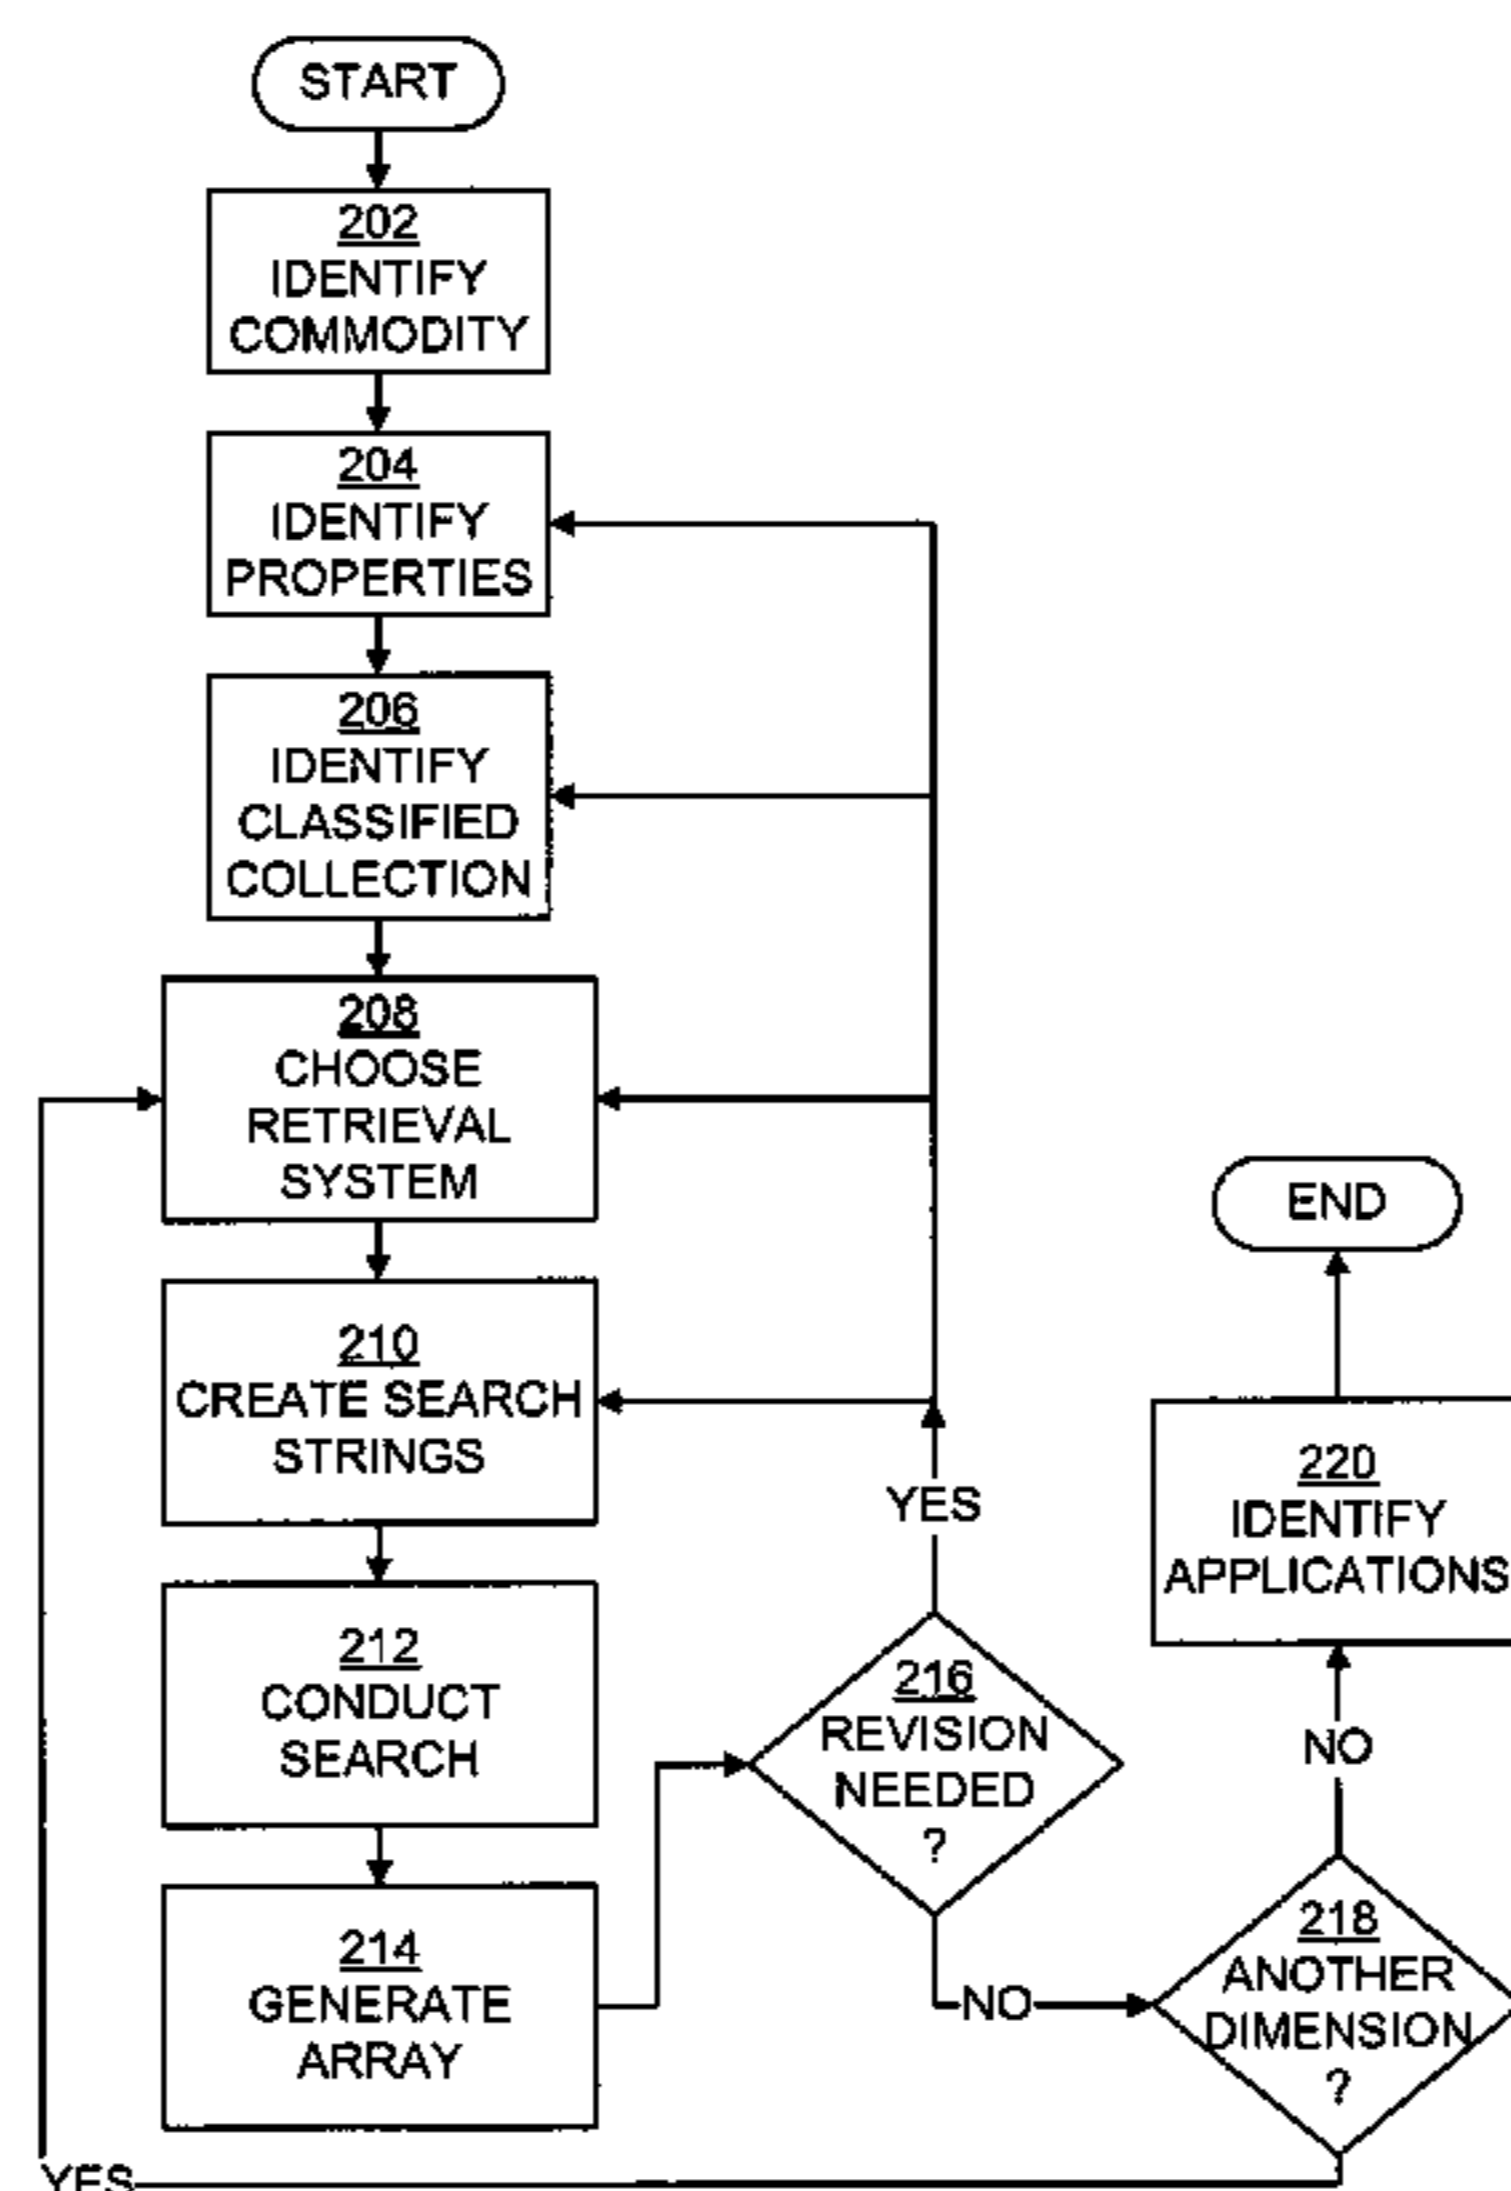 START
202
IDENTIFY
COMMODITY
204
IDENTIFY
PROPERTIES
206
IDENTIFY
CLASSIFIED
COLLECTION
208
CHOOSE
RETRIEVAL
SYSTEM
210
CREATE SEARCH
STRINGS
212
CONDUCT
SEARCH
214
GENERATE
ARRAY
216
REVISION
NEEDED
?
YES
NO
218
ANOTHER
DIMENSION
?
NO
220
IDENTIFY
APPLICATIONS
END
YES